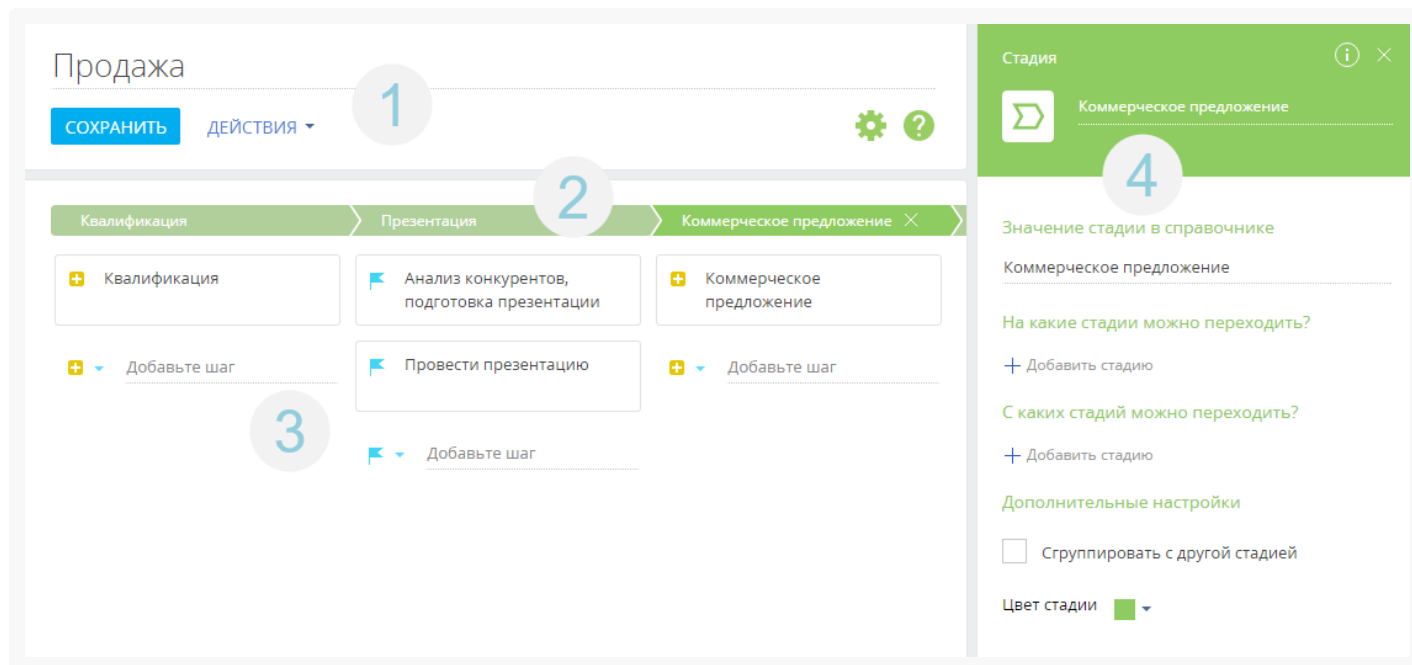 Продажа
1
СОХРАНИТЬ ДЕЙСТВИЯ
?
2
Квалификация Презентация Коммерческое предложение
Квалификация
Анализ конкурентов,
подготовка презентации
Коммерческое
предложение
Добавьте шаг
Провести презентацию
Добавьте шаг
3
Добавьте шаг
Стадия
i
Коммерческое предложение
4
Значение стадии в справочнике
Коммерческое предложение
На какие стадии можно переходить?
Добавить стадию
С каких стадий можно переходить?
Добавить стадию
Дополнительные настройки
Сгруппировать с другой стадией
Цвет стадии